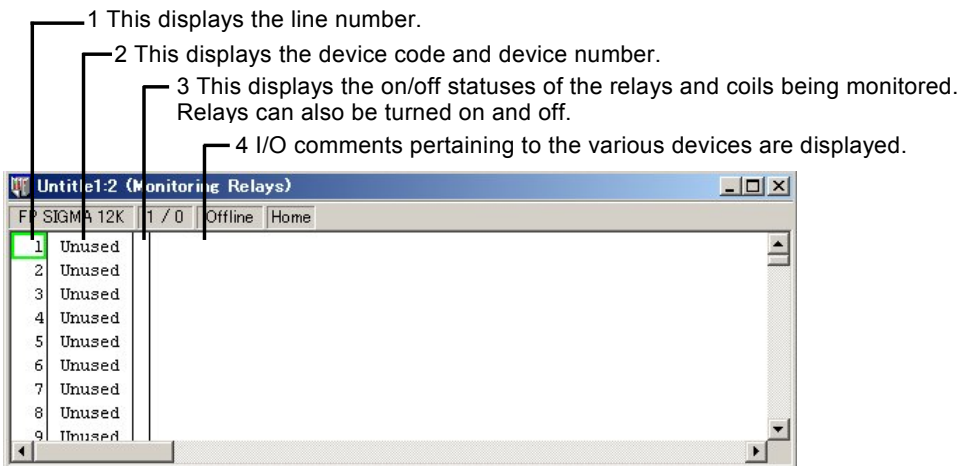 1 This displays the line number.
2 This displays the device code and device number.
3 This displays the on/off statuses of the relays and coils being monitored.
Relays can also be turned on and off.
4 I/O comments pertaining to the various devices are displayed.
Untitle1:2 (Monitoring Relays)
FP SIGMA 12K 1 / 0 Offline Home
1 Unused
2 Unused
3 Unused
4 Unused
5 Unused
6 Unused
7 Unused
8 Unused
9 Unused